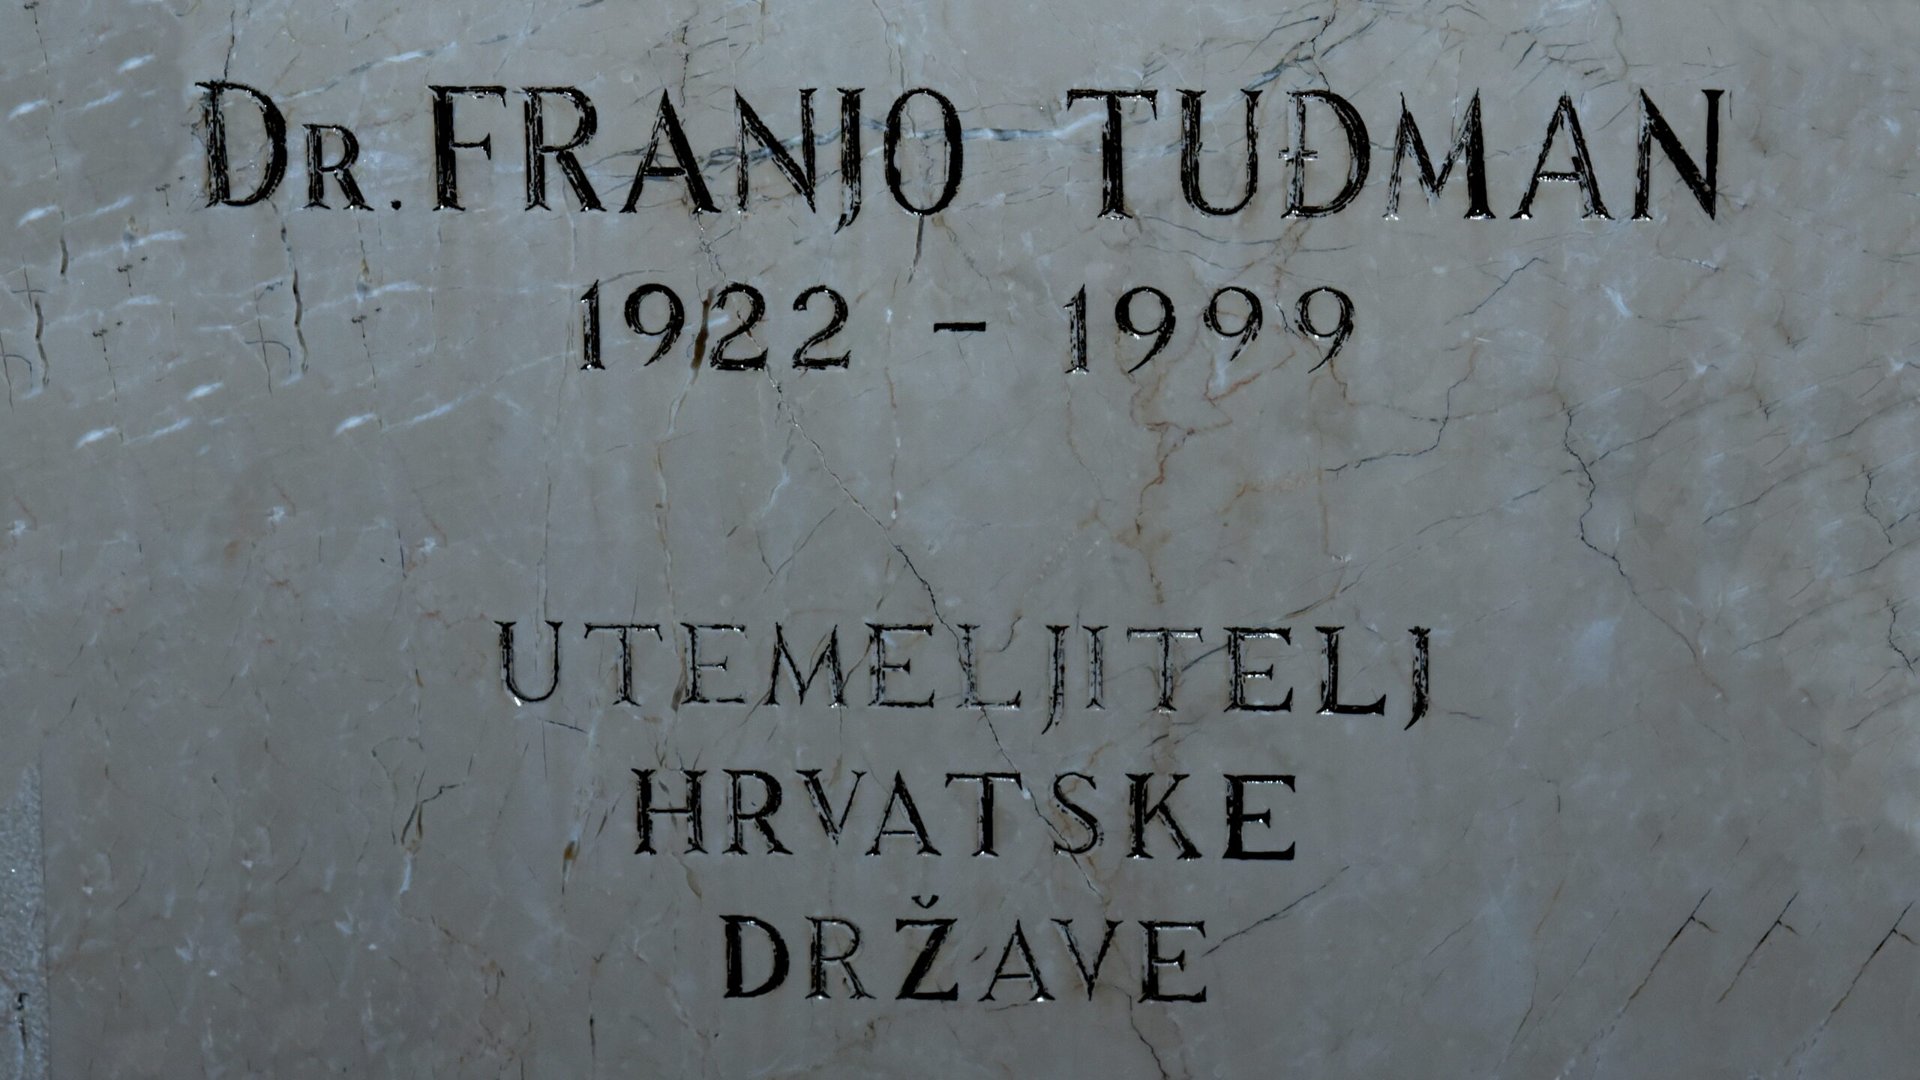 DR. FRANJO TUĐMAN
1922 - 1999
UTEMELJITELJ
HRVATSKE
DRŽAVE